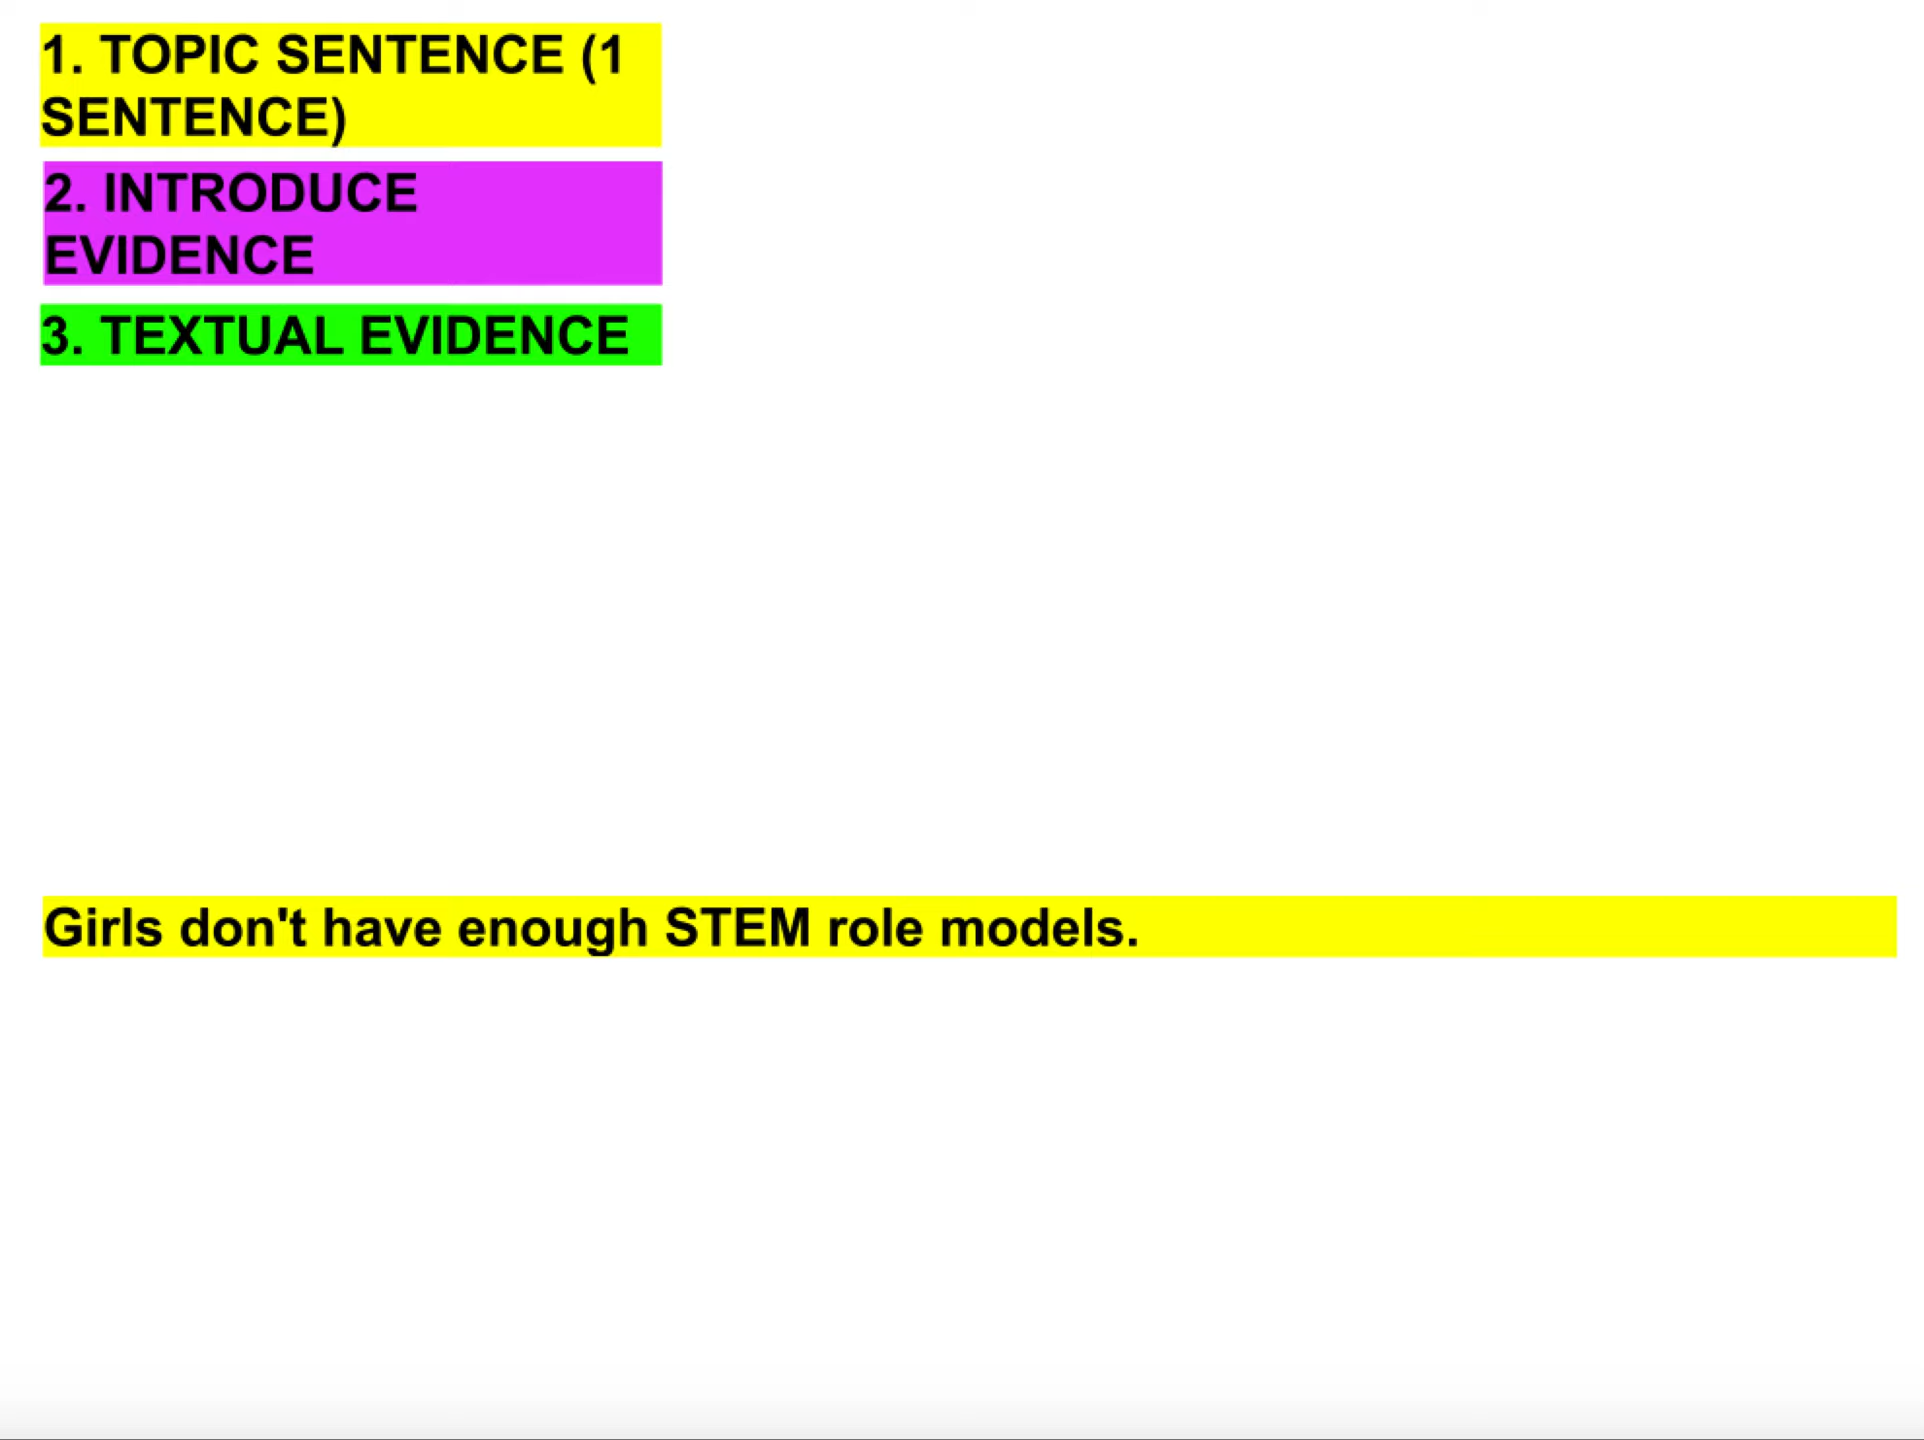 1. TOPIC SENTENCE (1
SENTENCE)
2. INTRODUCE
EVIDENCE
3. TEXTUAL EVIDENCE
Girls don't have enough STEM role models.